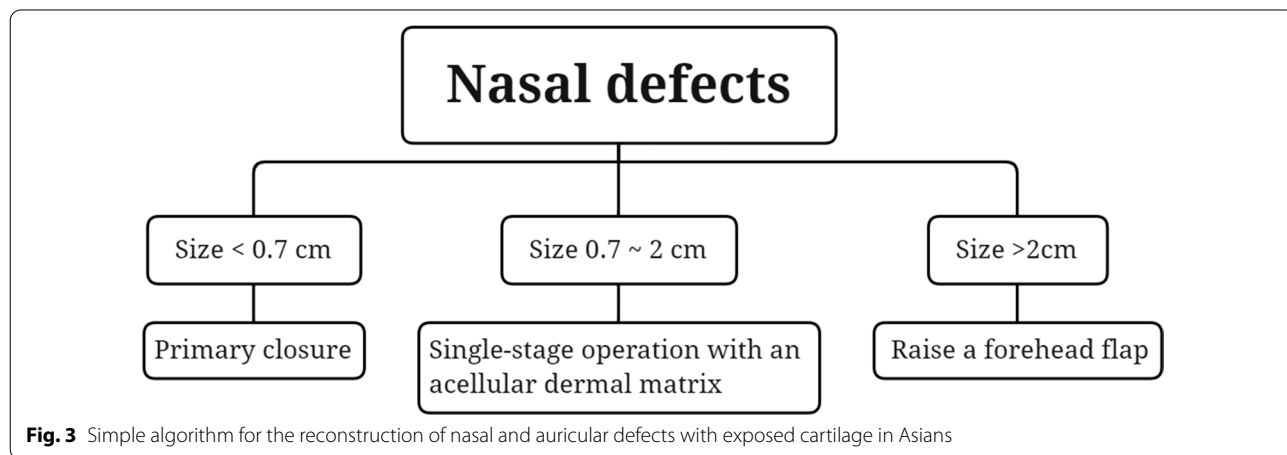 Nasal defects
Size < 0.7 cm
Size 0.7 ~ 2 cm
Size >2cm
Primary closure
Single-stage operation with an
acellular dermal matrix
Raise a forehead flap
Fig. 3 Simple algorithm for the reconstruction of nasal and auricular defects with exposed cartilage in Asians